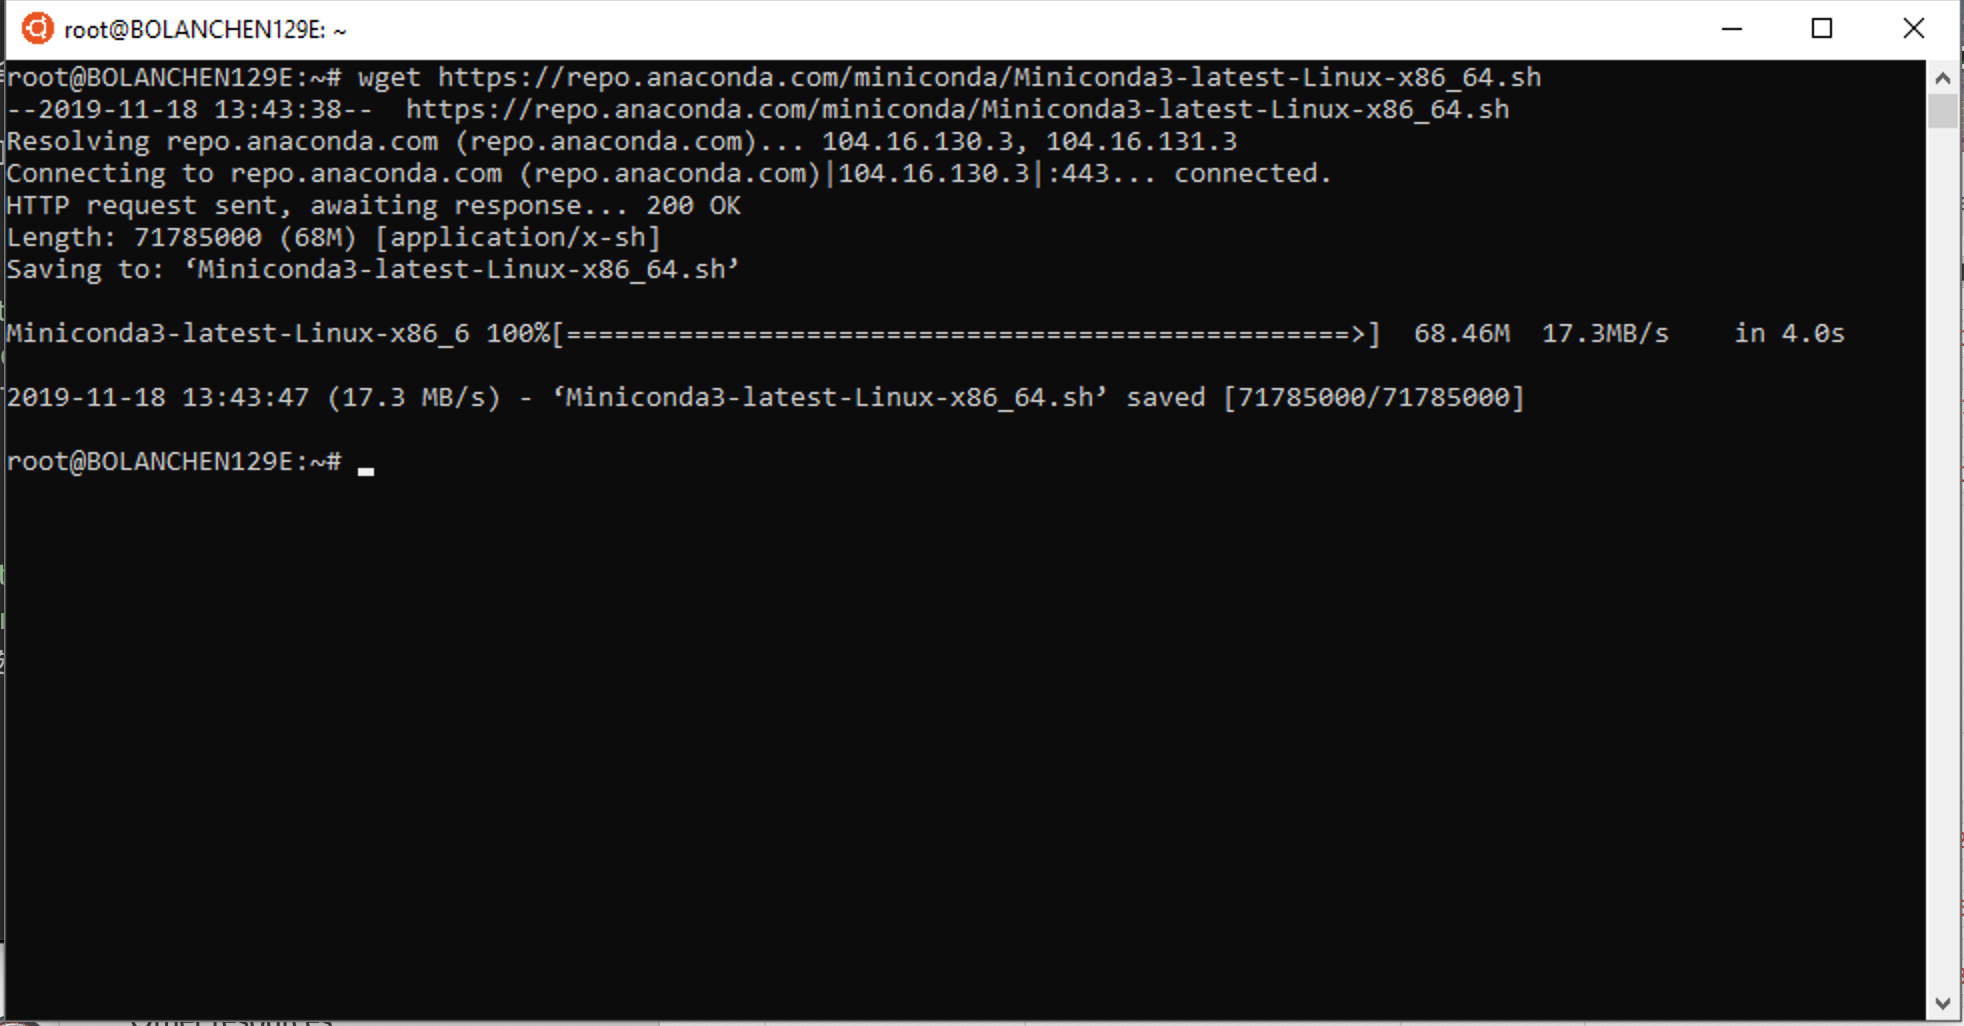 root@BOLANCHEN129E: ~
root@BOLANCHEN129E:~# wget https://repo.anaconda.com/miniconda/Miniconda3-latest-Linux-x86_64.sh
--2019-11-18 13:43:38--  https://repo.anaconda.com/miniconda/Miniconda3-latest-Linux-x86_64.sh
Resolving repo.anaconda.com (repo.anaconda.com)... 104.16.130.3, 104.16.131.3
Connecting to repo.anaconda.com (repo.anaconda.com)|104.16.130.3|:443... connected.
HTTP request sent, awaiting response... 200 OK
Length: 71785000 (68M) [application/x-sh]
Saving to: ‘Miniconda3-latest-Linux-x86_64.sh’
Miniconda3-latest-Linux-x86_6 100%[=================================================>]  68.46M  17.3MB/s    in 4.0s
2019-11-18 13:43:47 (17.3 MB/s) - ‘Miniconda3-latest-Linux-x86_64.sh’ saved [71785000/71785000]
root@BOLANCHEN129E:~#